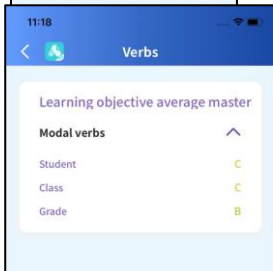 11:18
Verbs
Learning objective average master
Modal verbs
Student C
Class C
Grade B